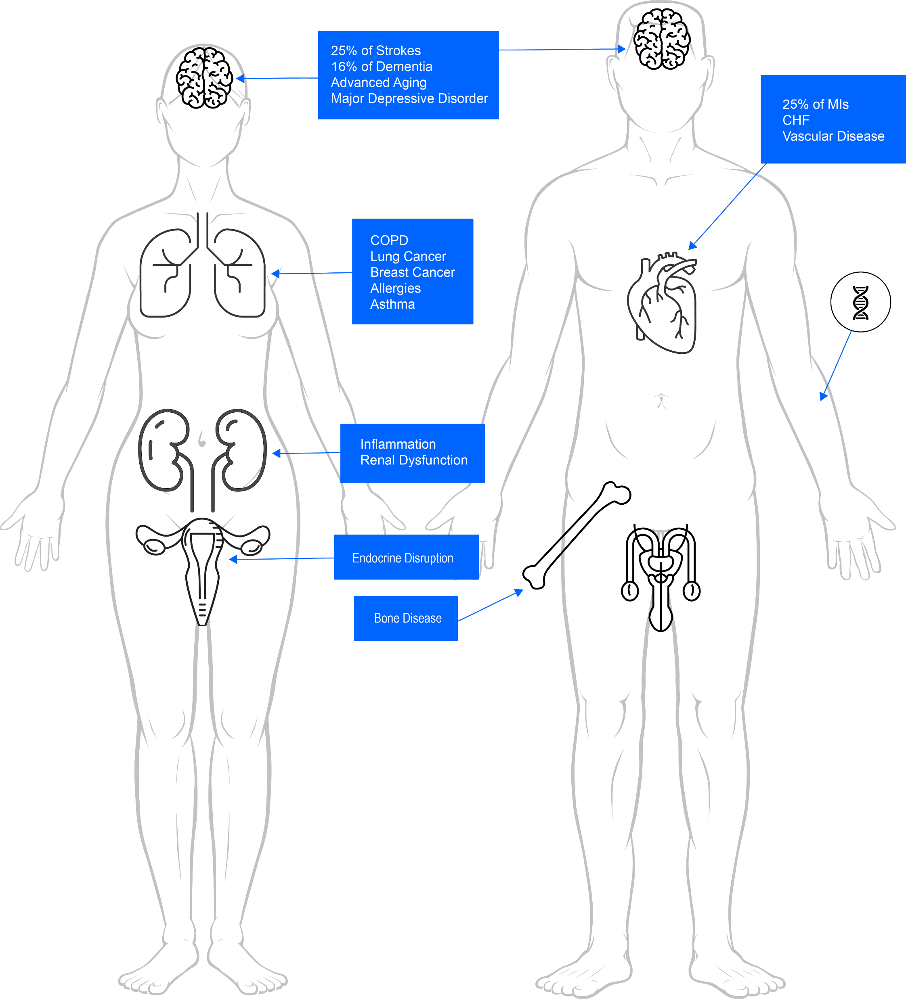 25% of Strokes
16% of Dementia
Advanced Aging
Major Depressive Disorder
25% of MIs
CHF
Vascular Disease
COPD
Lung Cancer
Breast Cancer
Allergies
Asthma
Inflammation
Renal Dysfunction
Endocrine Disruption
Bone Disease